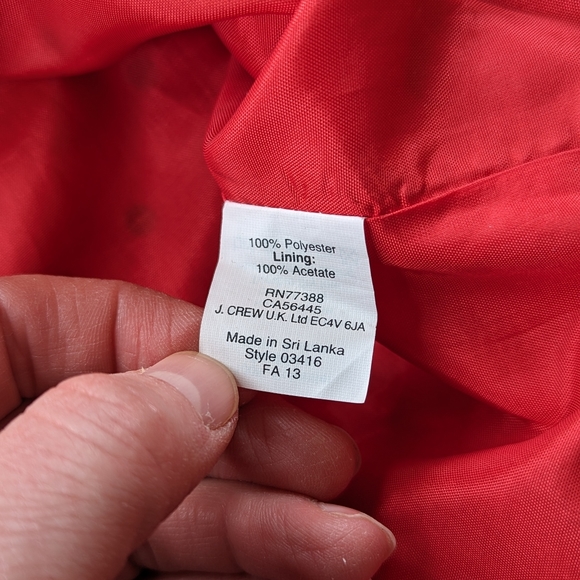 100% Polyester
Lining:
100% Acetate
RN77388
CA56445
J. CREW U.K. Ltd EC4V 6JA
Made in Sri Lanka
Style 03416
FA 13